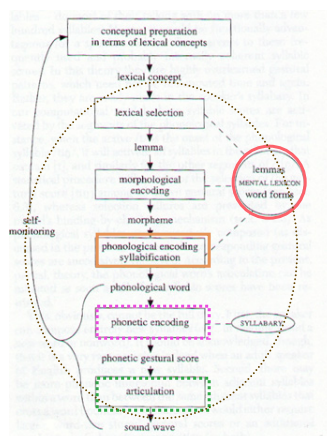 conceptual preparation
in terms of lexical concepts
lexical concept
lexical selection
lemma
lemmas
MENTAL LEXICON
word forms
morphological
encoding
morpheme
self-
monitoring
phonological encoding
syllabification
phonological word
phonetic encoding
SYLLABARY
phonetic gestural score
articulation
sound wave